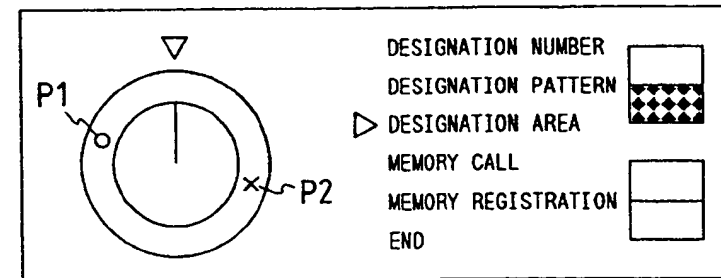 P1
P2
DESIGNATION NUMBER
DESIGNATION PATTERN
DESIGNATION AREA
MEMORY CALL
MEMORY REGISTRATION
END